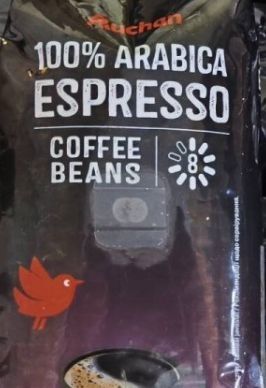 Auchan
100% ARABICA
ESPRESSO
COFFEE
BEANS
8